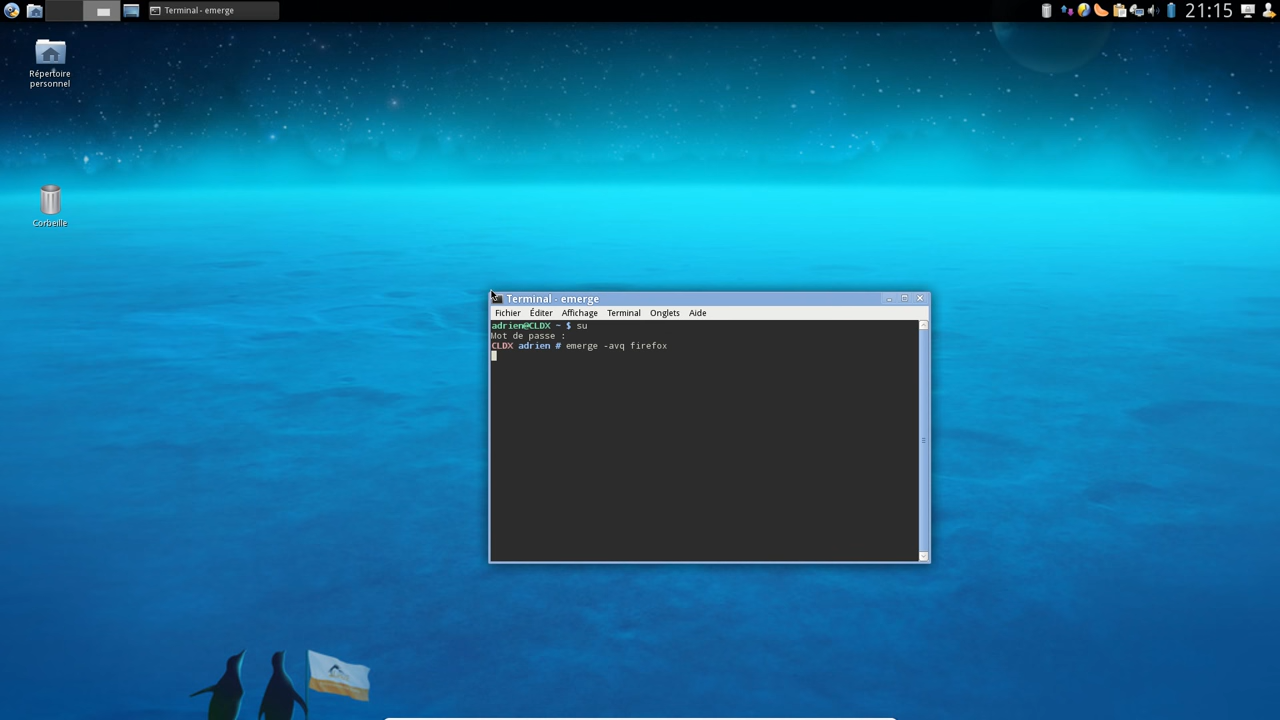 Terminal - emerge
21:15
Répertoire
personnel
Corbeille
Terminal - emerge
Fichier Éditer Affichage Terminal Onglets Aide
adrien@CLDX ~ $ su
Mot de passe :
CLDX adrien # emerge -avq firefox